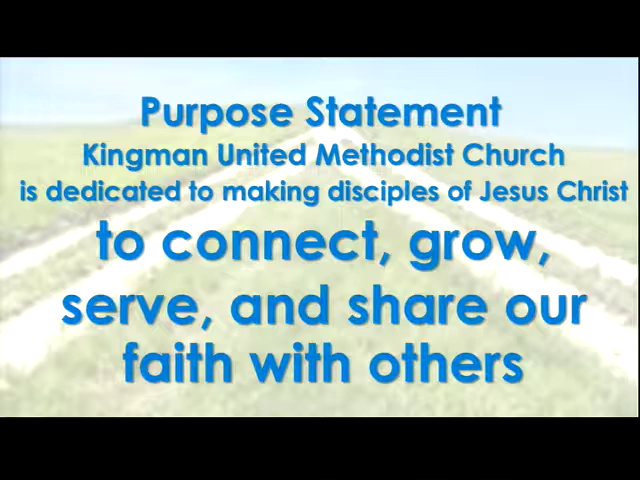 Purpose Statement
Kingman United Methodist Church
is dedicated to making disciples of Jesus Christ
to connect, grow,
serve, and share our
faith with others